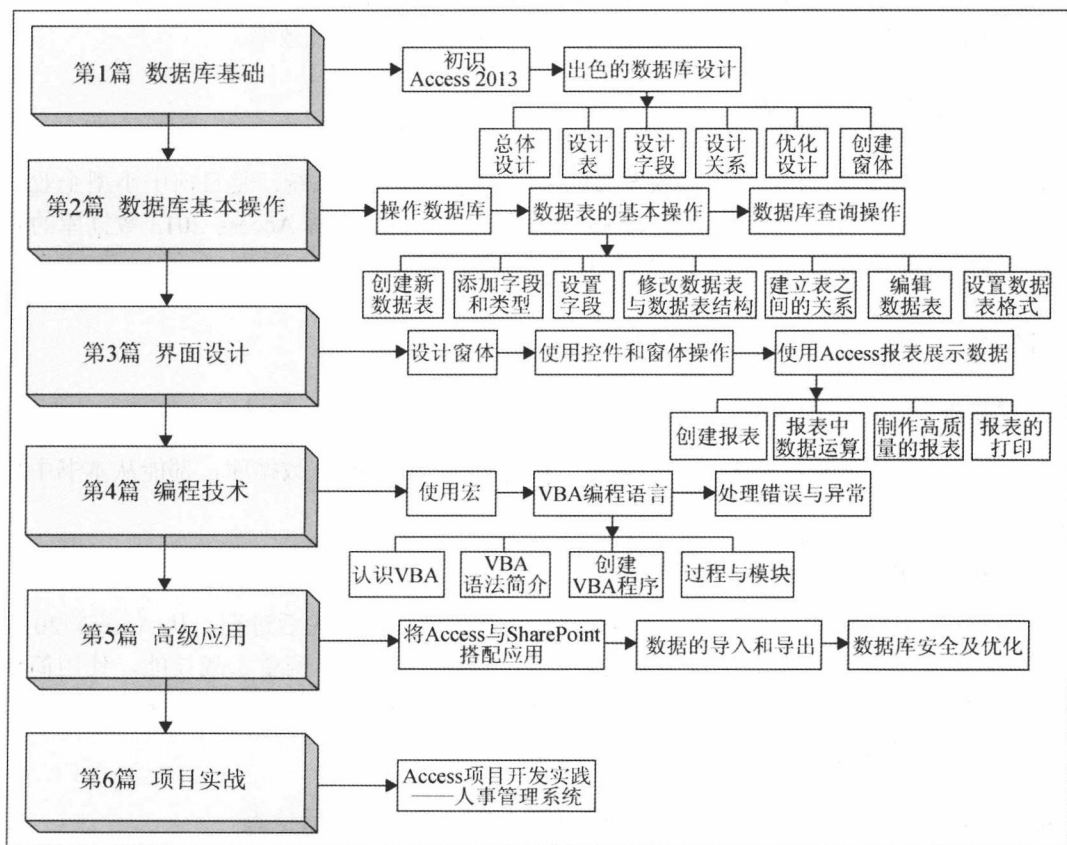 第1篇 数据库基础
初识
Access 2013
出色的数据库设计
总体
设计
设计
表
设计
字段
设计
关系
优化
设计
创建
窗体
第2篇 数据库基本操作
操作数据库
数据表的基本操作
数据库查询操作
创建新
数据表
添加字段
和类型
设置
字段
修改数据表
与数据表结构
建立表之
间的关系
编辑
数据表
设置数据
表格式
第3篇 界面设计
设计窗体
使用控件和窗体操作
使用Access报表展示数据
创建报表
报表中
数据运算
制作高质
量的报表
报表的
打印
第4篇 编程技术
使用宏
VBA编程语言
处理错误与异常
认识VBA
VBA
语法简介
创建
VBA程序
过程与模块
第5篇 高级应用
将Access与SharePoint
搭配应用
数据的导入和导出
数据库安全及优化
第6篇 项目实战
Access项目开发实践
——人事管理系统